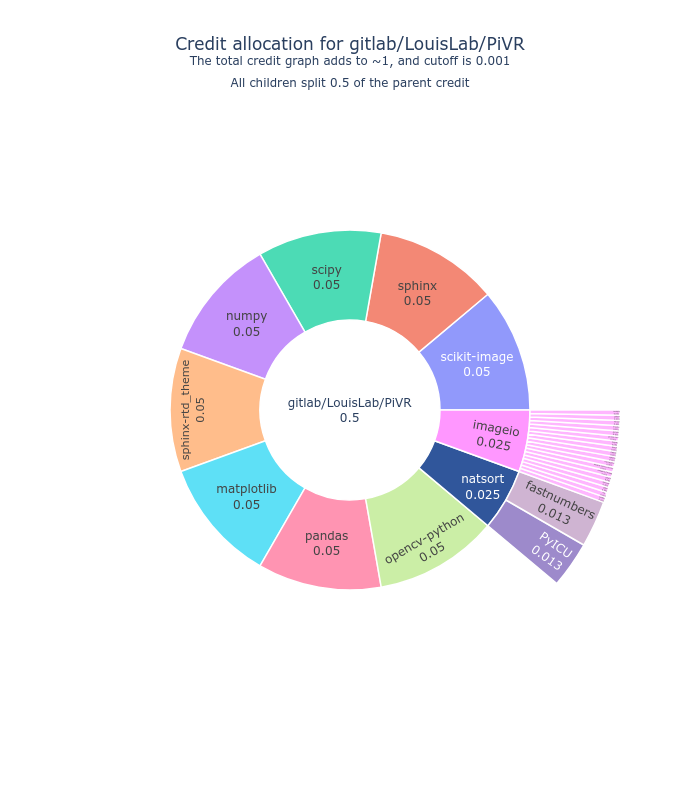 Credit allocation for gitlab/LouisLab/PiVR
The total credit graph adds to ~1, and cutoff is 0.001
All children split 0.5 of the parent credit
scipy
0.05
sphinx
0.05
numpy
0.05
scikit-image
0.05
sphinx-rtd_theme
0.05
gitlab/LouisLab/PiVR
0.5
imageio
0.025
matplotlib
0.05
natsort
0.025
fastnumbers
0.013
pandas
0.05
opencv-python
0.05
PyICU
0.013